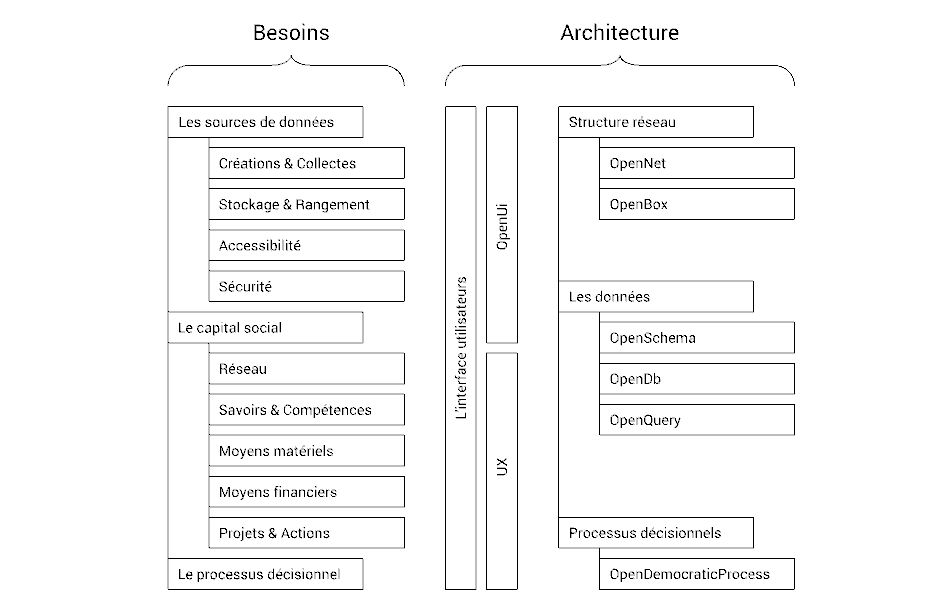 Besoins
Les sources de données
Créations & Collectes
Stockage & Rangement
Accessibilité
Sécurité
Le capital social
Réseau
Savoirs & Compétences
Moyens matériels
Moyens financiers
Projets & Actions
Le processus décisionnel
Architecture
L'interface utilisateurs
OpenUi
UX
Structure réseau
OpenNet
OpenBox
Les données
OpenSchema
OpenDb
OpenQuery
Processus décisionnels
OpenDemocraticProcess